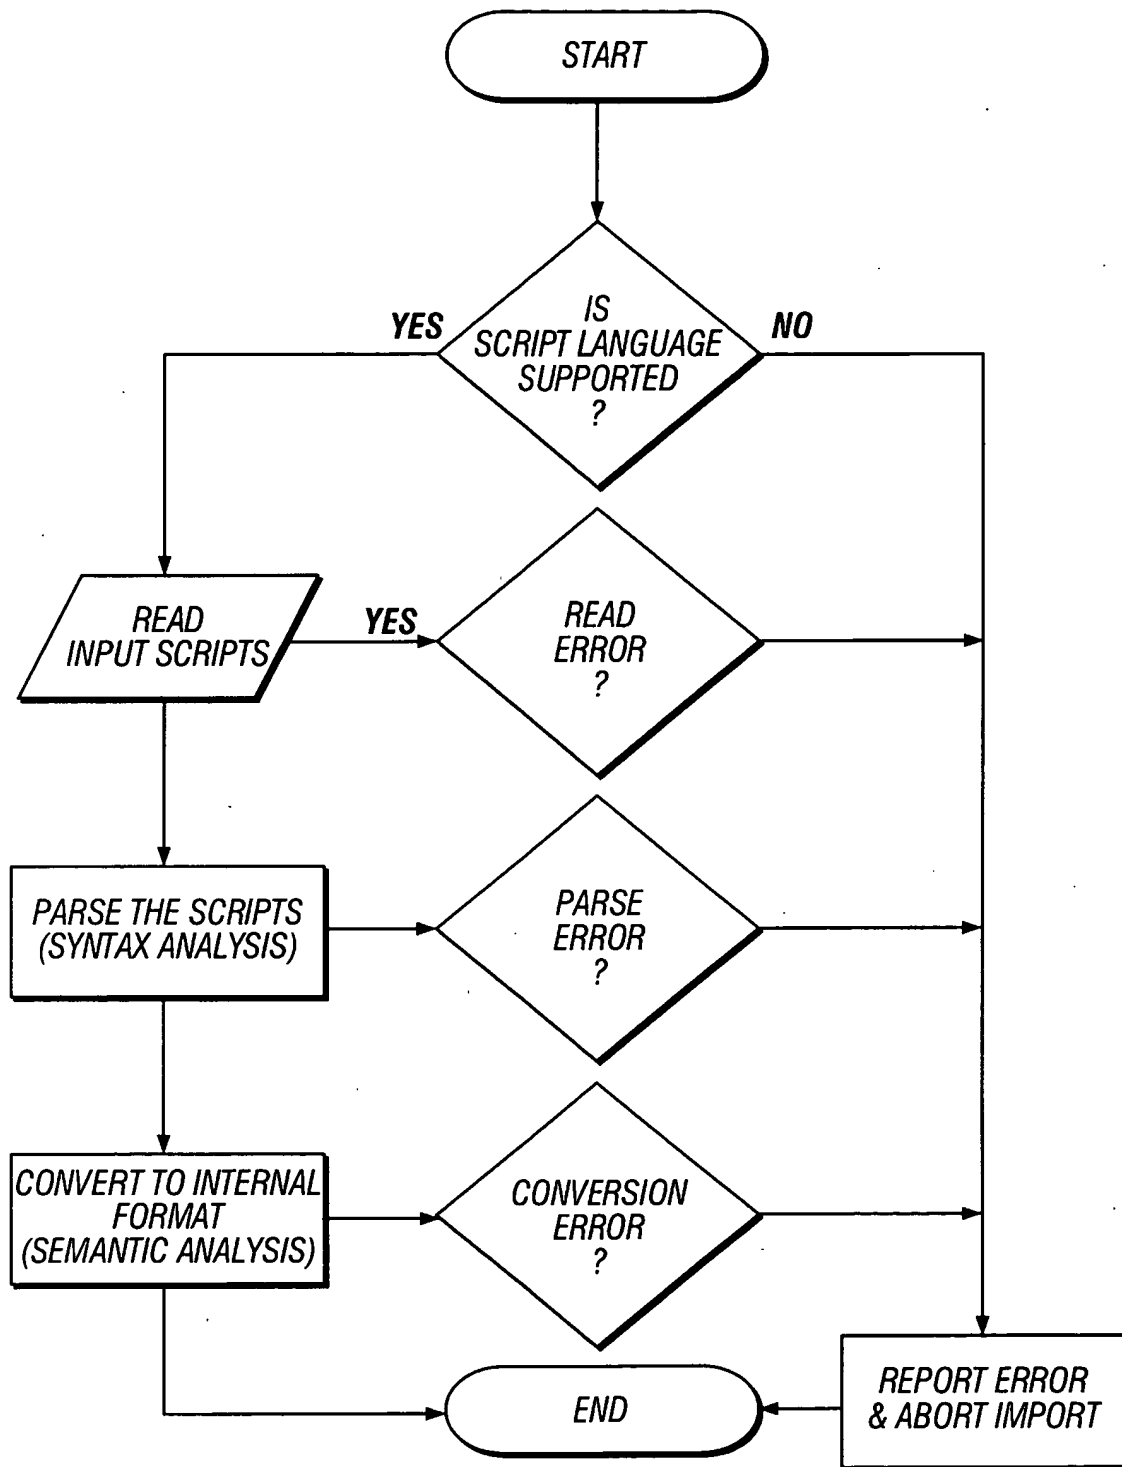 START
IS
SCRIPT LANGUAGE
SUPPORTED
?
YES
NO
READ
INPUT SCRIPTS
YES
READ
ERROR
?
PARSE THE SCRIPTS
(SYNTAX ANALYSIS)
PARSE
ERROR
?
CONVERT TO INTERNAL
FORMAT
(SEMANTIC ANALYSIS)
CONVERSION
ERROR
?
END
REPORT ERROR
& ABORT IMPORT